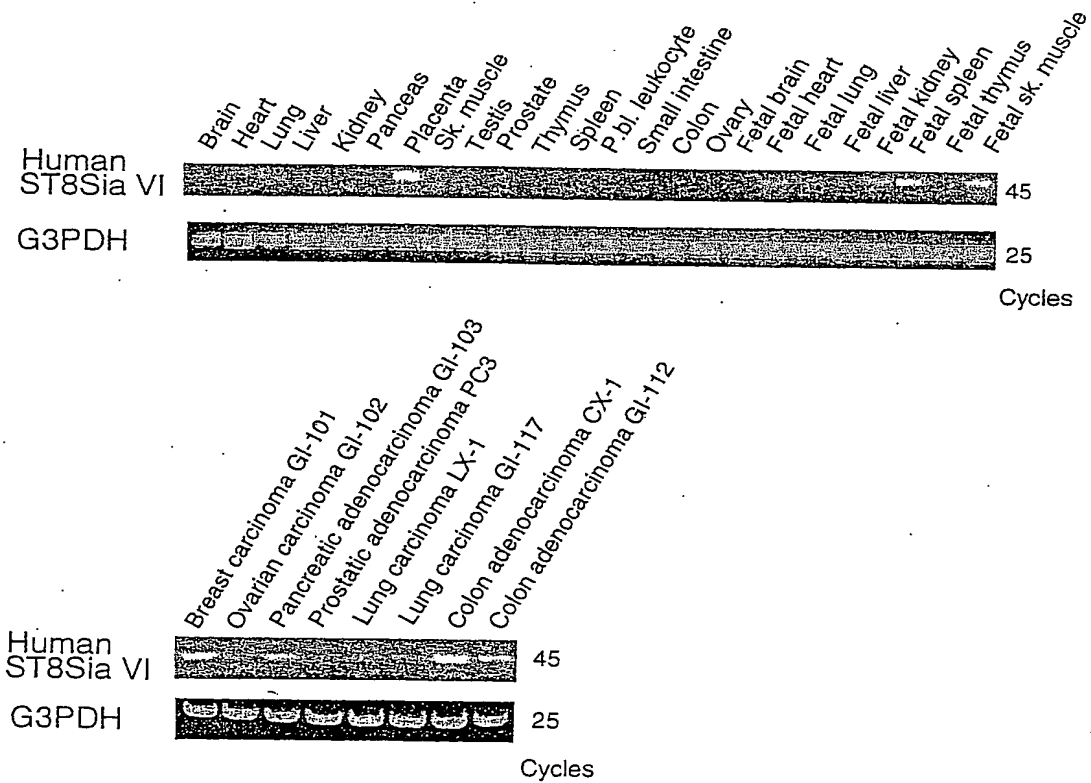 Brain
Heart
Lung
Liver
Kidney
Panceas
Placenta
Sk. muscle
Testis
Prostate
Thymus
Spleen
P.bl. leukocyte
Small intestine
Colon
Ovary
Fetal brain
Fetal heart
Fetal lung
Fetal liver
Fetal kidney
Fetal spleen
Fetal thymus
Fetal sk. muscle
Human
ST8Sia VI
45
G3PDH
25
Cycles
Breast carcinoma GI-101
Ovarian carcinoma GI-102
Pancreatic adenocarcinoma GI-103
Prostatic adenocarcinoma PC3
Lung carcinoma LX-1
Lung carcinoma GI-117
Colon adenocarcinoma CX-1
Colon adenocarcinoma GI-112
Human
ST8Sia VI
45
G3PDH
25
Cycles